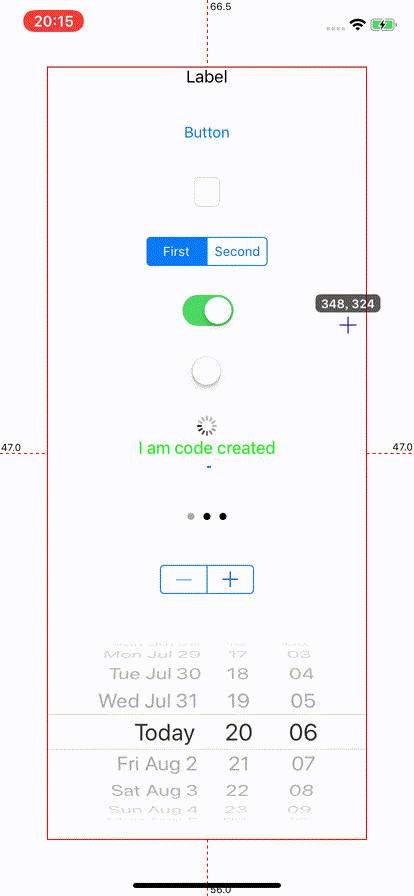 66.5
20:15
Label
Button
First Second
348, 324
I am code created
47.0 47.0
Mon Jul 29 17 03
Tue Jul 30 18 04
Wed Jul 31 19 05
Today 20 06
Fri Aug 2 21 07
Sat Aug 3 22 08
Sun Aug 4 23 09
56.0